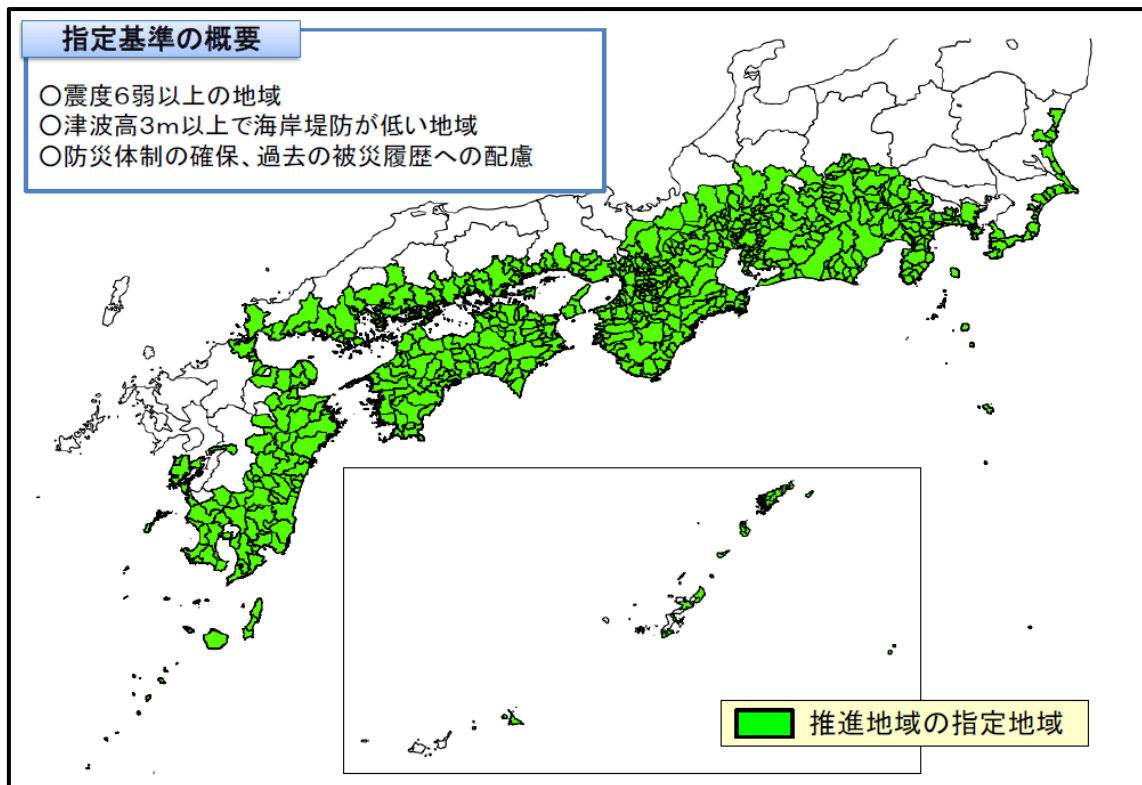 指定基準の概要
〇震度6弱以上の地域
〇津波高3m以上で海岸堤防が低い地域
〇防災体制の確保、過去の被災履歴への配慮
推進地域の指定地域